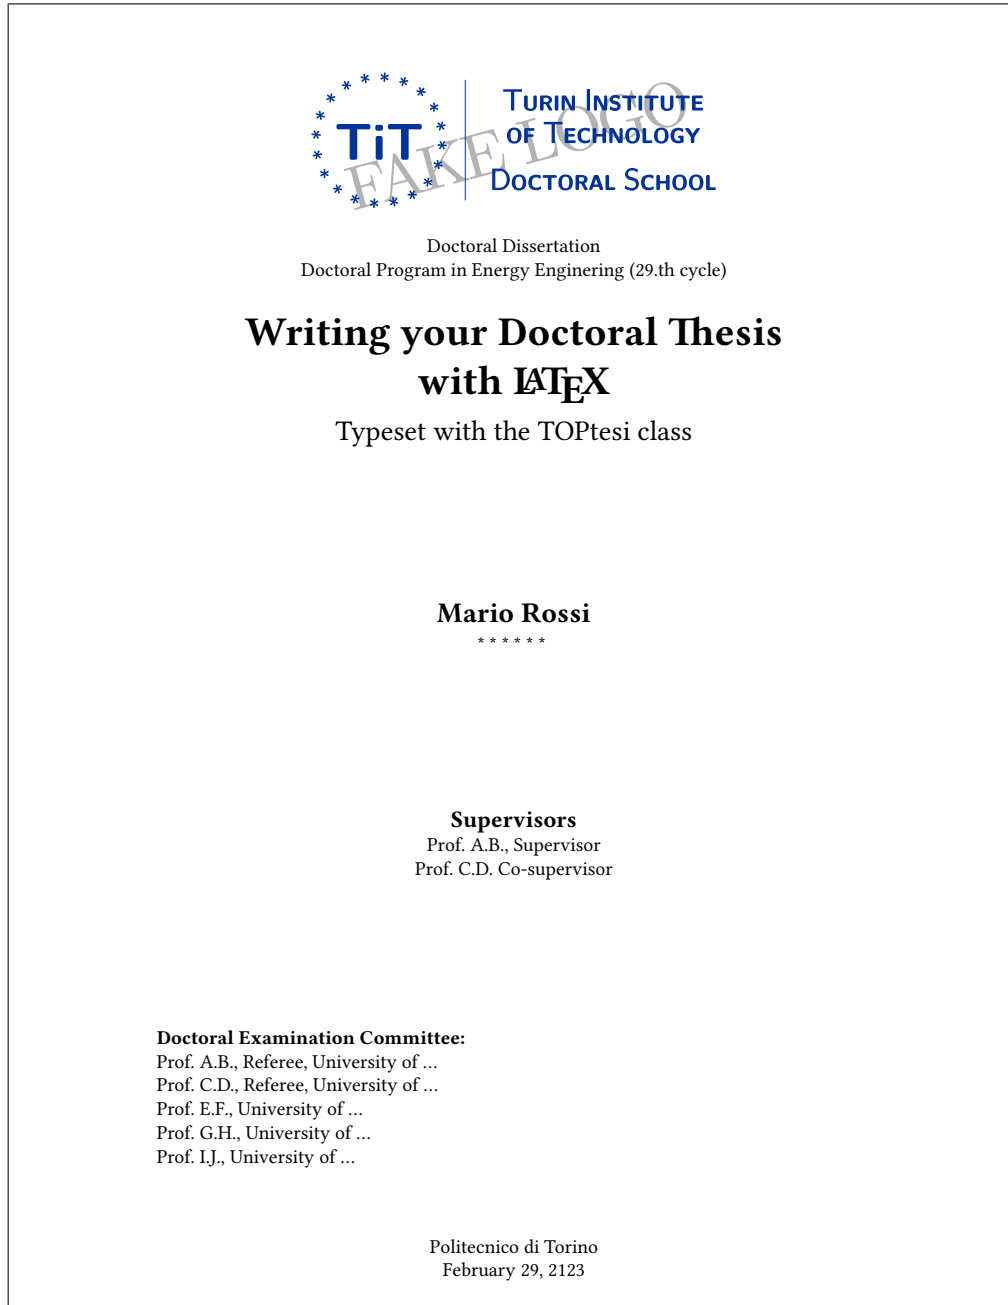 TiT
TURIN INSTITUTE
OF TECHNOLOGY
DOCTORAL SCHOOL
FAKE LOGO
Doctoral Dissertation
Doctoral Program in Energy Enginering (29.th cycle)
Writing your Doctoral Thesis
with LATEX
Typeset with the TOPtesi class
Mario Rossi
* * * * * *
Supervisors
Prof. A.B., Supervisor
Prof. C.D. Co-supervisor
Doctoral Examination Committee:
Prof. A.B., Referee, University of …
Prof. C.D., Referee, University of …
Prof. E.F., University of …
Prof. G.H., University of …
Prof. I.J., University of …
Politecnico di Torino
February 29, 2123